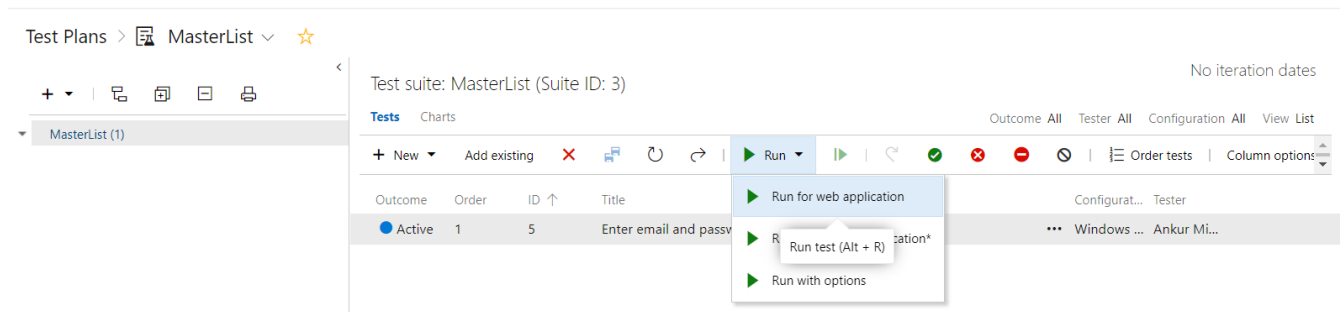 Test Plans > MasterList
No iteration dates
Test suite: MasterList (Suite ID: 3)
Tests Charts
Outcome All Tester All Configuration All View List
MasterList (1)
+ New Add existing Run Order tests Column options
Outcome Order ID ↑ Title Configurat... Tester
Run for web application
Active 1 5 Enter email and passw ... Windows ... Ankur Mi...
R cation*
Run test (Alt + R)
Run with options